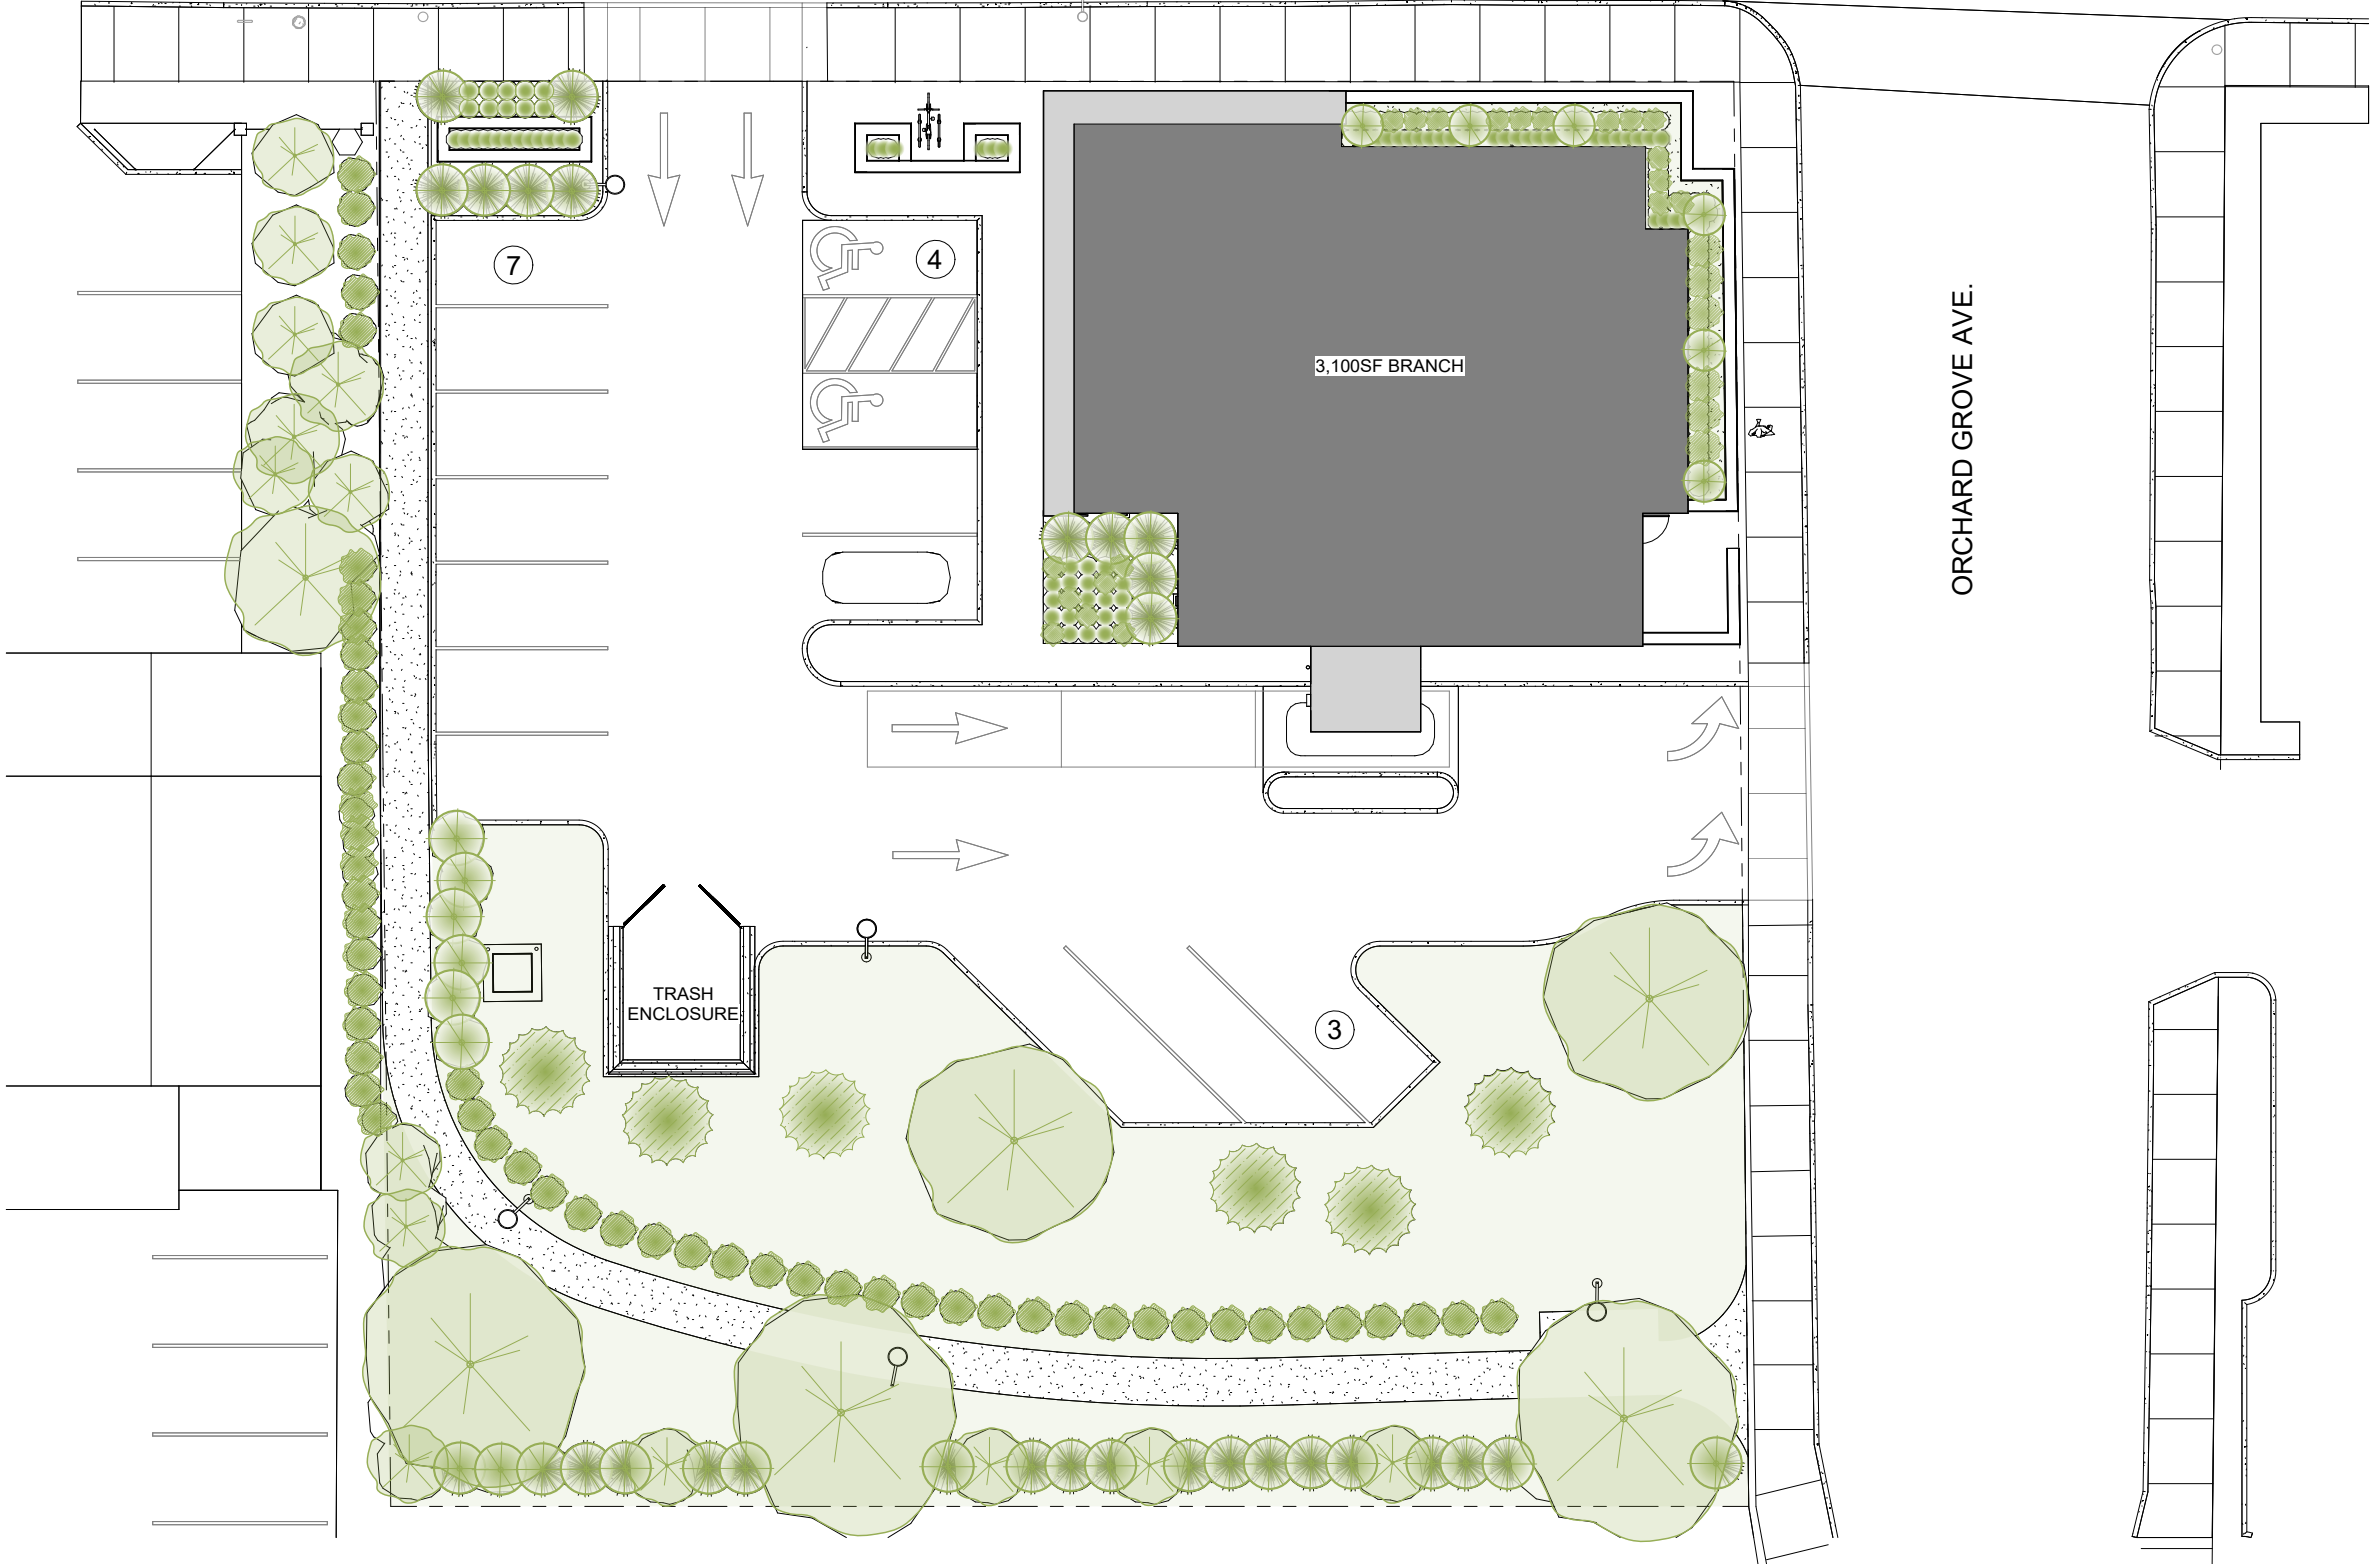 7
4
3,100SF BRANCH
ORCHARD GROVE AVE.
TRASH
ENCLOSURE
3